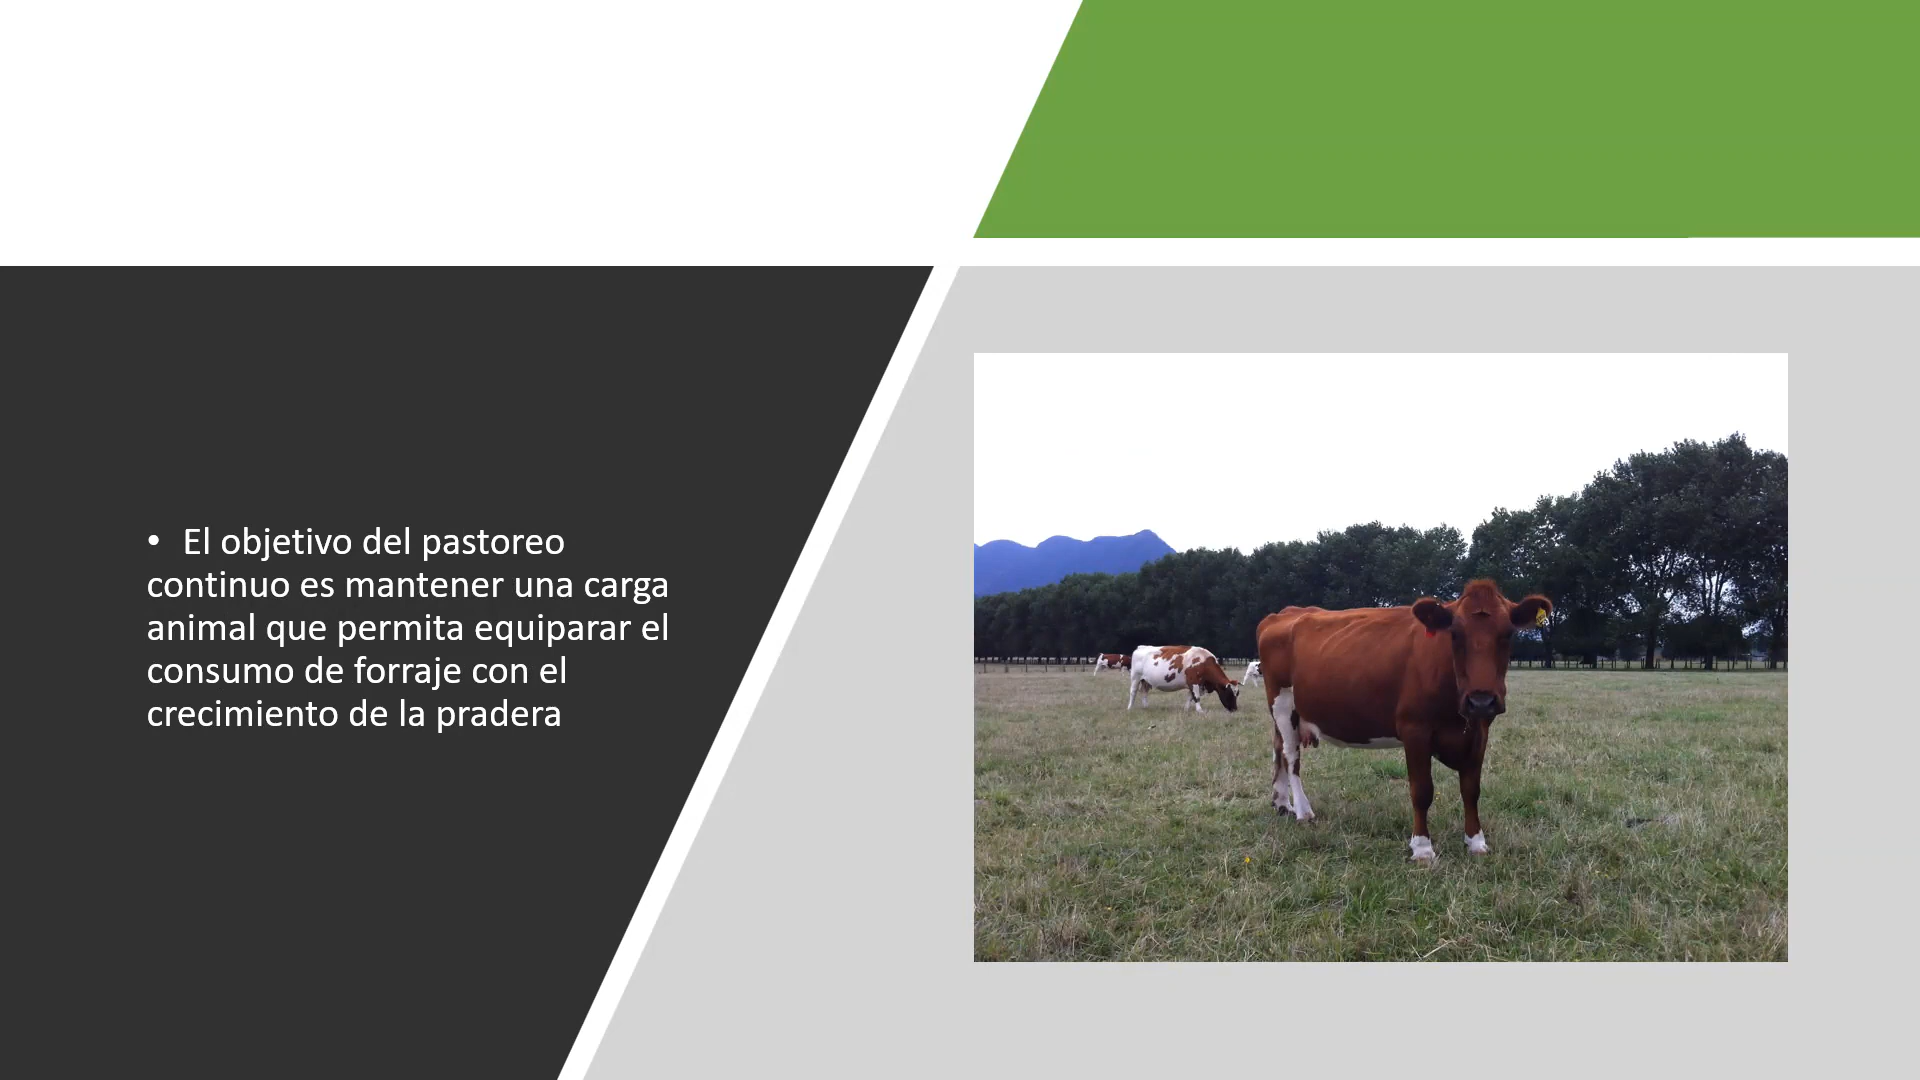 • El objetivo del pastoreo
continuo es mantener una carga
animal que permita equiparar el
consumo de forraje con el
crecimiento de la pradera